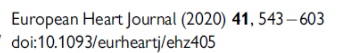 European Heart Journal (2020) 41, 543–603
doi:10.1093/eurheartj/ehz405